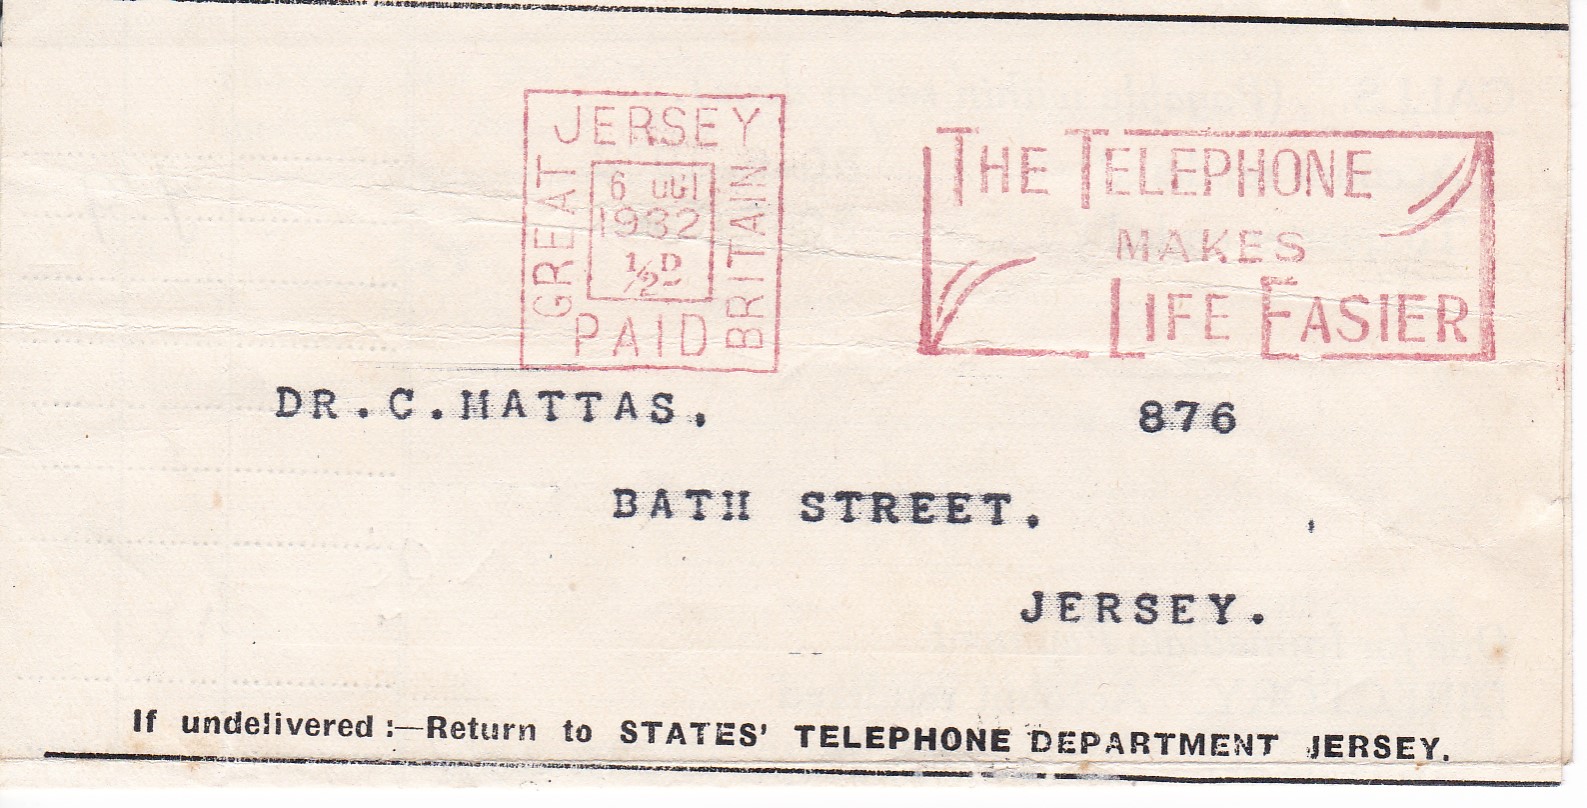 JERSEY
GREAT
6 OCT
1932
½D
BRITAIN
PAID
THE TELEPHONE
MAKES
LIFE EASIER
DR. C. MATTAS. 876
BATH STREET.
JERSEY.
If undelivered :—Return to STATES' TELEPHONE DEPARTMENT JERSEY.